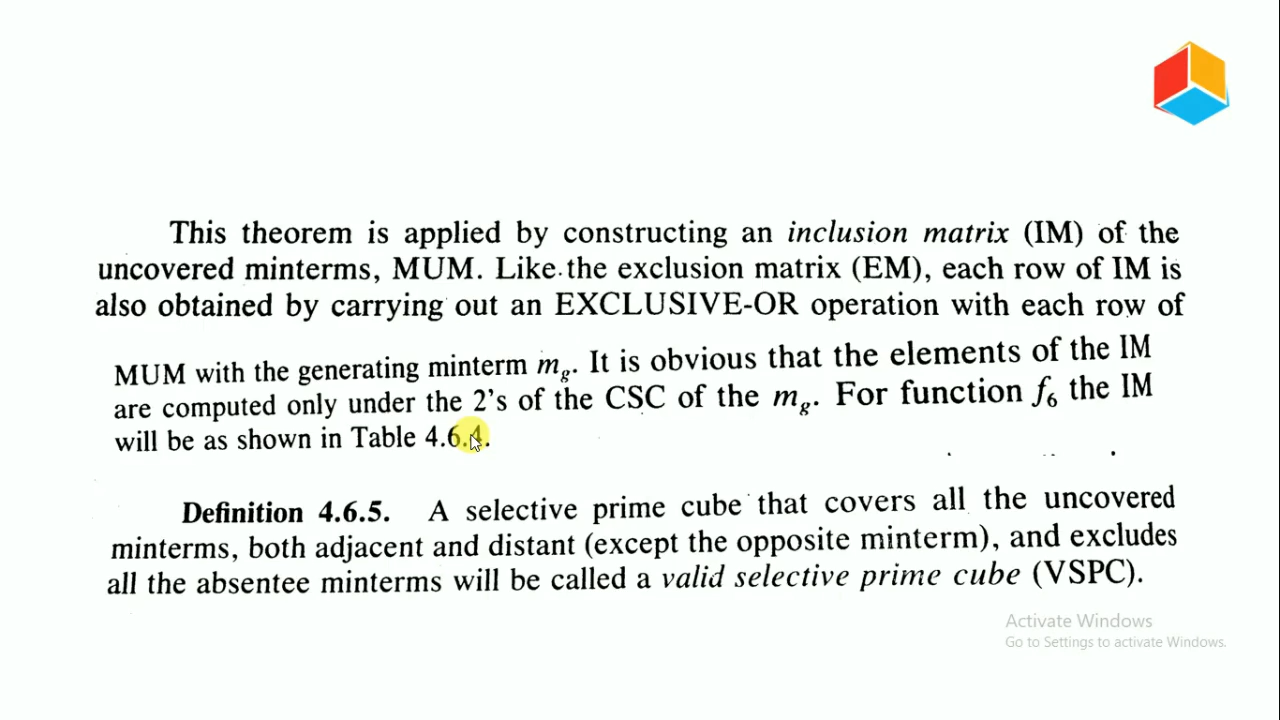 This theorem is applied by constructing an inclusion matrix (IM) of the
uncovered minterms, MUM. Like the exclusion matrix (EM), each row of IM is
also obtained by carrying out an EXCLUSIVE-OR operation with each row of
MUM with the generating minterm m_g. It is obvious that the elements of the IM
are computed only under the 2's of the CSC of the m_g. For function f_6 the IM
will be as shown in Table 4.6.4.
Definition 4.6.5. A selective prime cube that covers all the uncovered
minterms, both adjacent and distant (except the opposite minterm), and excludes
all the absentee minterms will be called a valid selective prime cube (VSPC).
Activate Windows
Go to Settings to activate Windows.